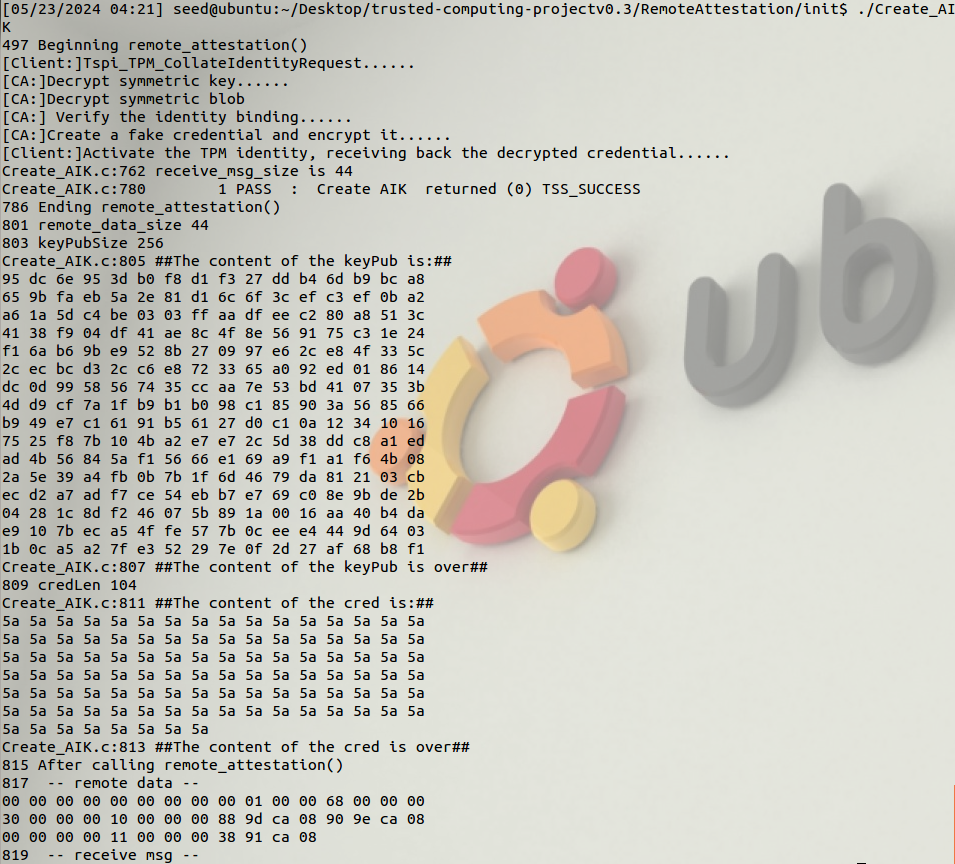 [05/23/2024 04:21] seed@ubuntu:~/Desktop/trusted-computing-projectv0.3/RemoteAttestation/init$ ./Create_AI
K
497 Beginning remote_attestation()
[Client:]Tspi_TPM_CollateIdentityRequest......
[CA:]Decrypt symmetric key......
[CA:]Decrypt symmetric blob
[CA:] Verify the identity binding......
[CA:]Create a fake credential and encrypt it......
[Client:]Activate the TPM identity, receiving back the decrypted credential......
Create_AIK.c:762 receive_msg_size is 44
Create_AIK.c:780        1 PASS  :  Create AIK  returned (0) TSS_SUCCESS
786 Ending remote_attestation()
801 remote_data_size 44
803 keyPubSize 256
Create_AIK.c:805 ##The content of the keyPub is:##
95 dc 6e 95 3d b0 f8 d1 f3 27 dd b4 6d b9 bc a8
65 9b fa eb 5a 2e 81 d1 6c 6f 3c ef c3 ef 0b a2
a6 1a 5d c4 be 03 03 ff aa df ee c2 80 a8 51 3c
41 38 f9 04 df 41 ae 8c 4f 8e 56 91 75 c3 1e 24
f1 6a b6 9b e9 52 8b 27 09 97 e6 2c e8 4f 33 5c
2c ec bc d3 2c c6 e8 72 33 65 a0 92 ed 01 86 14
dc 0d 99 58 56 74 35 cc aa 7e 53 bd 41 07 35 3b
4d d9 cf 7a 1f b9 b1 b0 98 c1 85 90 3a 56 85 66
b9 49 e7 c1 61 91 b5 61 27 d0 c1 0a 12 34 10 16
75 25 f8 7b 10 4b a2 e7 e7 2c 5d 38 dd c8 a1 ed
ad 4b 56 84 5a f1 56 66 e1 69 a9 f1 a1 f6 4b 08
2a 5e 39 a4 fb 0b 7b 1f 6d 46 79 da 81 21 03 cb
ec d2 a7 ad f7 ce 54 eb b7 e7 69 c0 8e 9b de 2b
04 28 1c 8d f2 46 07 5b 89 1a 00 16 aa 40 b4 da
e9 10 7b ec a5 4f fe 57 7b 0c ee e4 44 9d 64 03
1b 0c a5 a2 7f e3 52 29 7e 0f 2d 27 af 68 b8 f1
Create_AIK.c:807 ##The content of the keyPub is over##
809 credLen 104
Create_AIK.c:811 ##The content of the cred is:##
5a 5a 5a 5a 5a 5a 5a 5a 5a 5a 5a 5a 5a 5a 5a 5a
5a 5a 5a 5a 5a 5a 5a 5a 5a 5a 5a 5a 5a 5a 5a 5a
5a 5a 5a 5a 5a 5a 5a 5a 5a 5a 5a 5a 5a 5a 5a 5a
5a 5a 5a 5a 5a 5a 5a 5a 5a 5a 5a 5a 5a 5a 5a 5a
5a 5a 5a 5a 5a 5a 5a 5a 5a 5a 5a 5a 5a 5a 5a 5a
5a 5a 5a 5a 5a 5a 5a 5a 5a 5a 5a 5a 5a 5a 5a 5a
5a 5a 5a 5a 5a 5a 5a 5a
Create_AIK.c:813 ##The content of the cred is over##
815 After calling remote_attestation()
817  -- remote data --
00 00 00 00 00 00 00 00 00 01 00 00 68 00 00 00
30 00 00 00 10 00 00 00 88 9d ca 08 90 9e ca 08
00 00 00 00 11 00 00 00 38 91 ca 08
819  -- receive msg --
ub